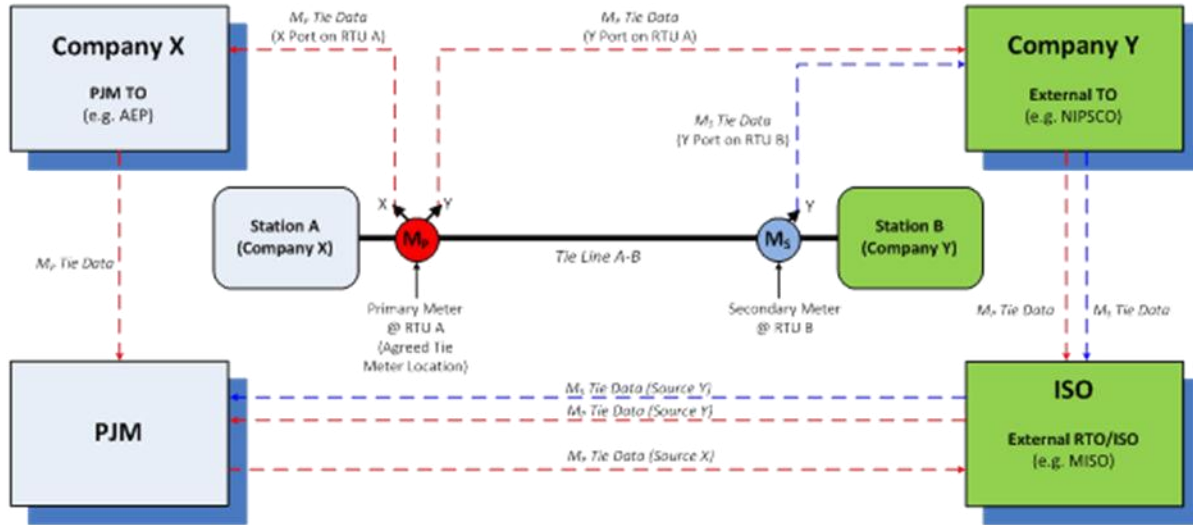 Company X
PJM TO
(e.g. AEP)
Mₚ Tie Data
(X Port on RTU A)
Mₚ Tie Data
(Y Port on RTU A)
Company Y
External TO
(e.g. NIPSCO)
Mₛ Tie Data
(Y Port on RTU B)
Station A
(Company X)
X
Y
Mₚ
Tie Line A-B
Y
Mₛ
Station B
(Company Y)
Mₚ Tie Data
Primary Meter
@ RTU A
(Agreed Tie
Meter Location)
Secondary Meter
@ RTU B
Mₚ Tie Data
Mₛ Tie Data
PJM
Mₛ Tie Data (Source Y)
Mₚ Tie Data (Source Y)
Mₚ Tie Data (Source X)
ISO
External RTO/ISO
(e.g. MISO)